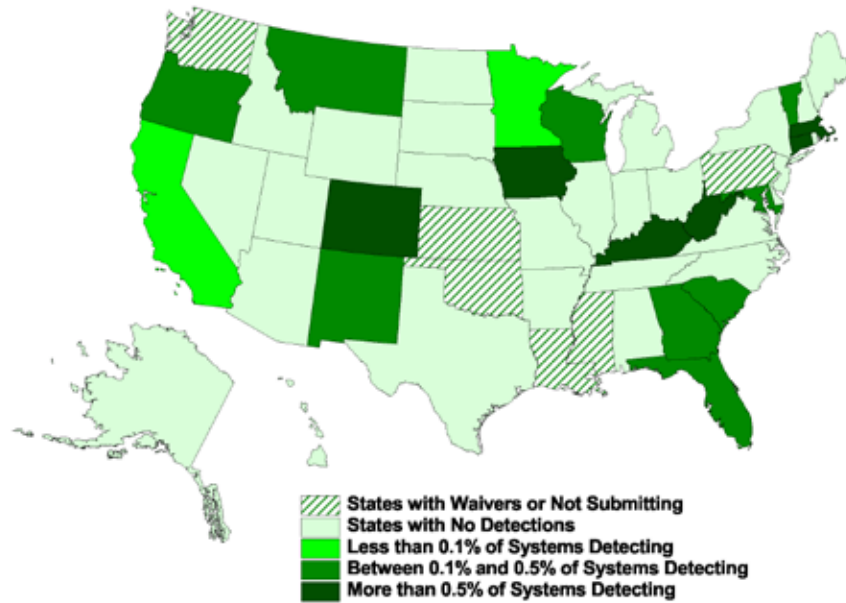 States with Waivers or Not Submitting
States with No Detections
Less than 0.1% of Systems Detecting
Between 0.1% and 0.5% of Systems Detecting
More than 0.5% of Systems Detecting